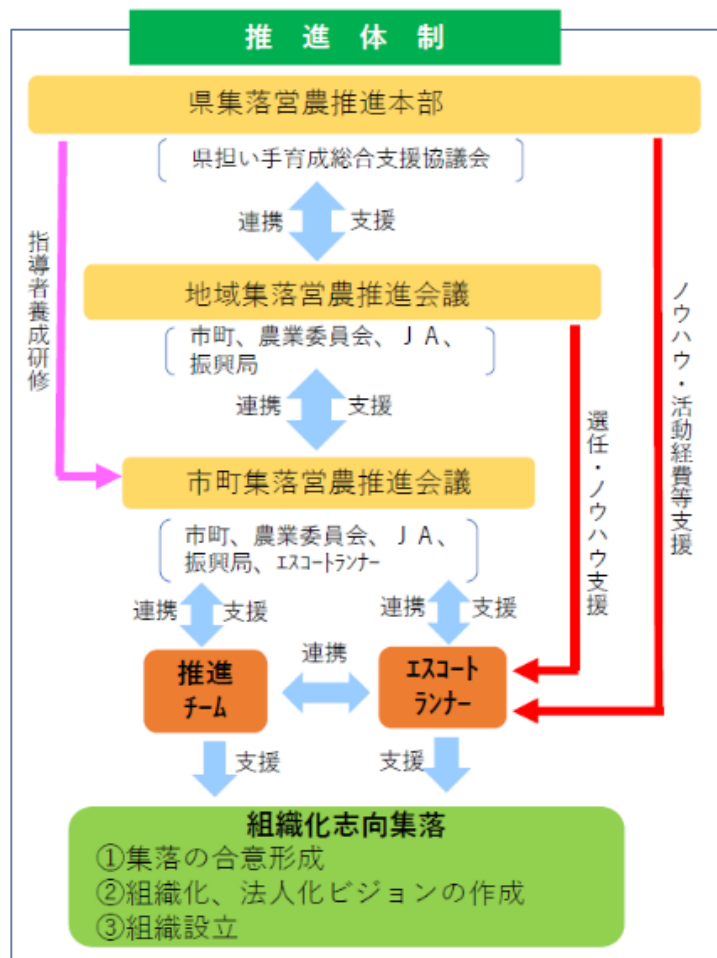 推進体制
県集落営農推進本部
県担い手育成総合支援協議会
連携 支援
指導者養成研修
ノウハウ・活動経費等支援
地域集落営農推進会議
市町、農業委員会、ＪＡ、
振興局
連携 支援
選任・ノウハウ支援
市町集落営農推進会議
市町、農業委員会、ＪＡ、
振興局、ｴｽｺｰﾄﾗﾝﾅｰ
連携 支援
連携 支援
推進
ﾁｰﾑ
連携
ｴｽｺｰﾄ
ﾗﾝﾅｰ
支援
支援
組織化志向集落
①集落の合意形成
②組織化、法人化ビジョンの作成
③組織設立